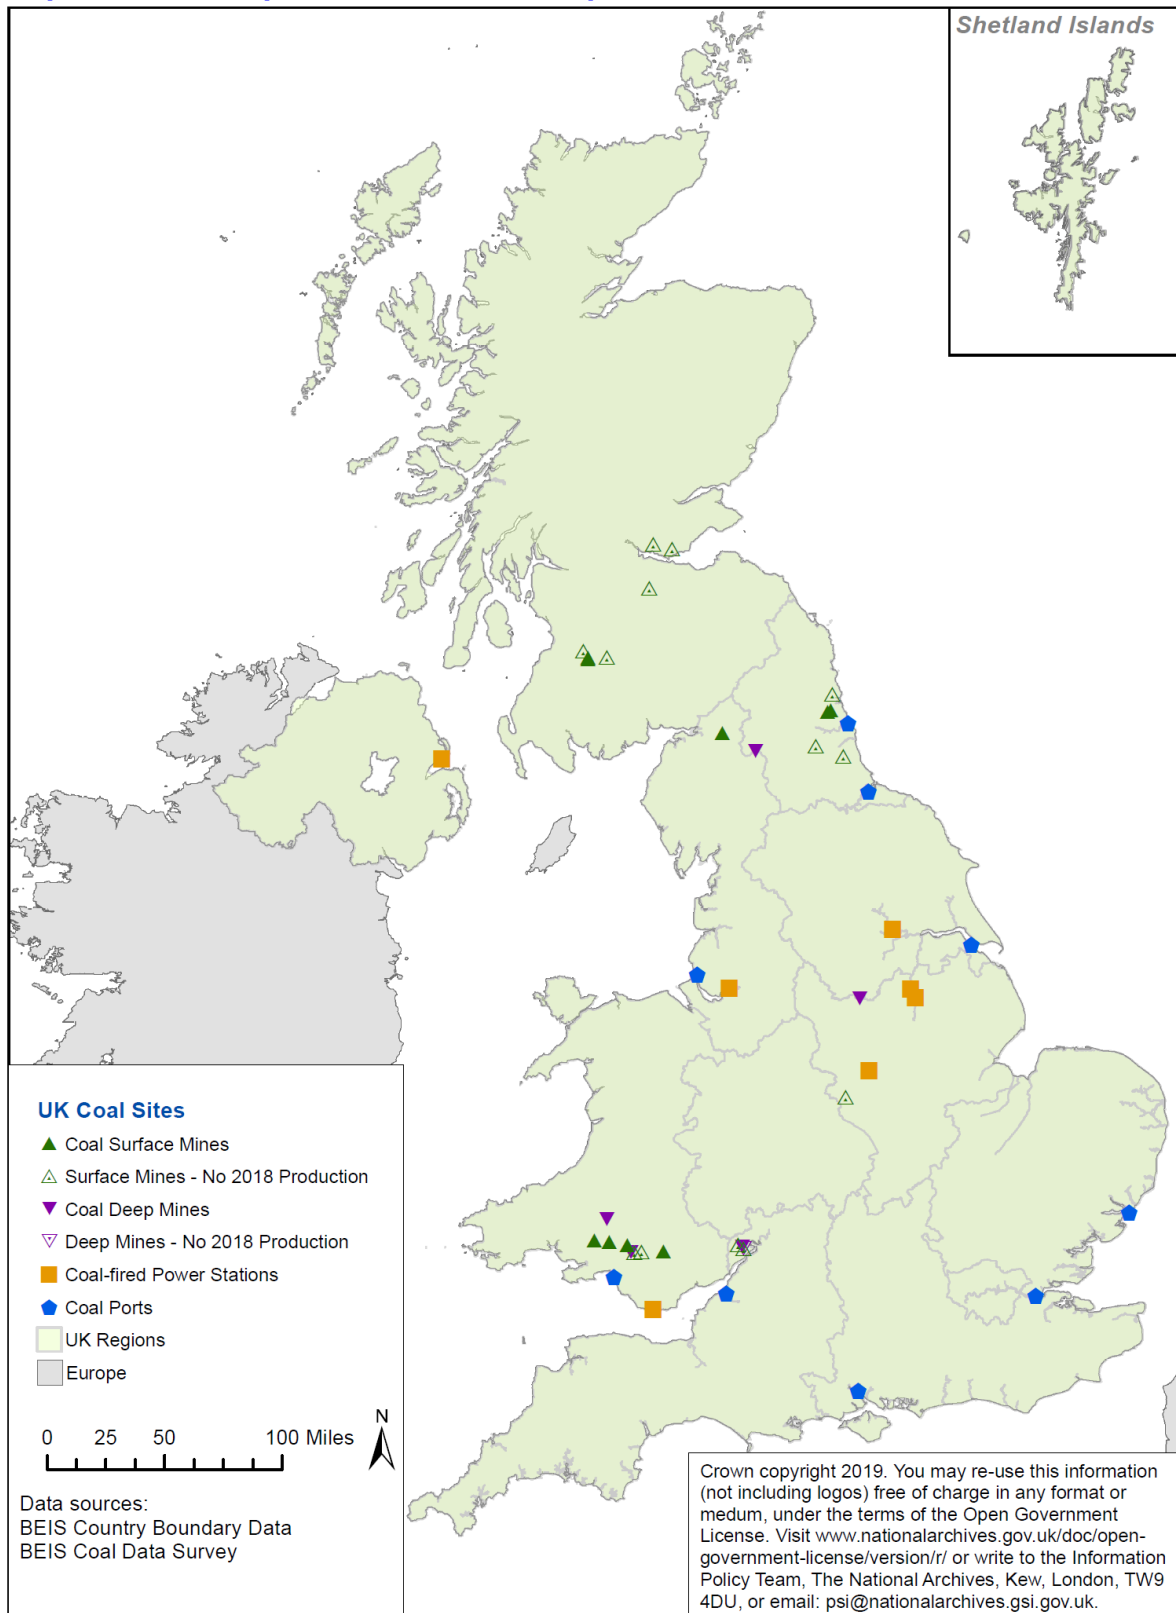 Shetland Islands
UK Coal Sites
Coal Surface Mines
Surface Mines - No 2018 Production
Coal Deep Mines
Deep Mines - No 2018 Production
Coal-fired Power Stations
Coal Ports
UK Regions
Europe
N
0 25 50 100 Miles
Data sources:
BEIS Country Boundary Data
BEIS Coal Data Survey
Crown copyright 2019. You may re-use this information
(not including logos) free of charge in any format or
medum, under the terms of the Open Government
License. Visit www.nationalarchives.gov.uk/doc/open-
government-license/version/r/ or write to the Information
Policy Team, The National Archives, Kew, London, TW9
4DU, or email: psi@nationalarchives.gsi.gov.uk.